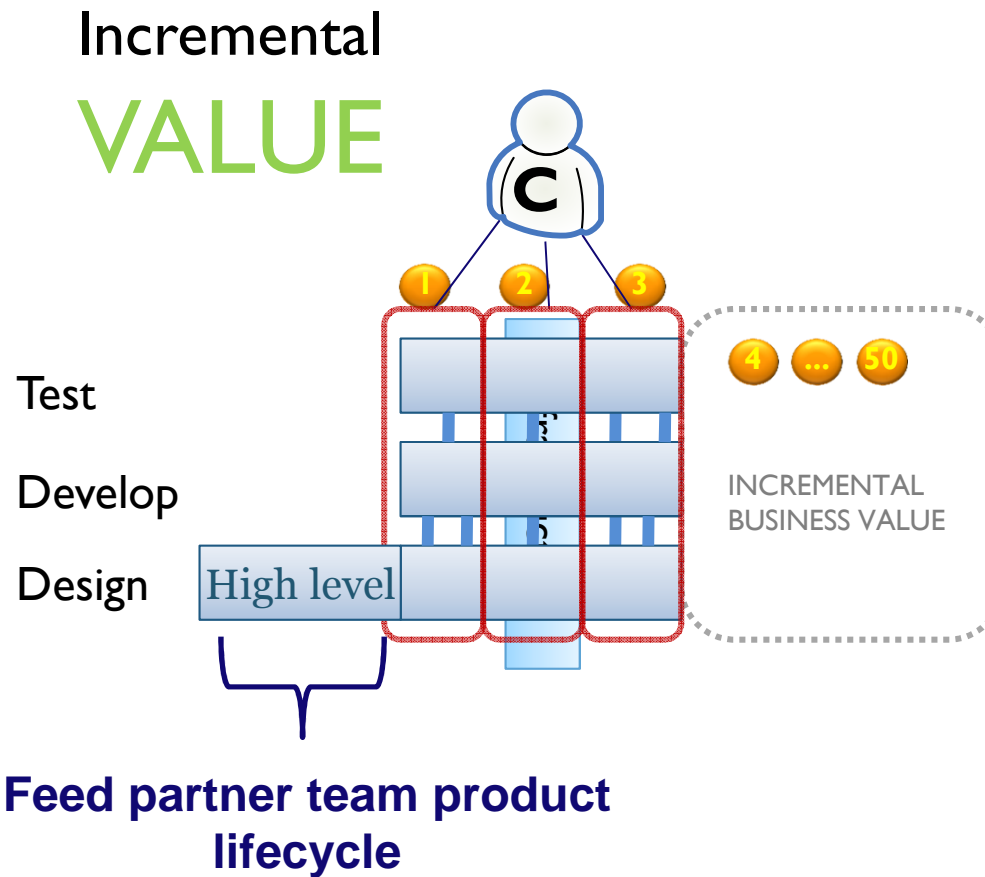 Incremental
VALUE
C
1 2 3
4 ... 50
Test
Develop
INCREMENTAL
BUSINESS VALUE
Design
High level
Feed partner team product
lifecycle